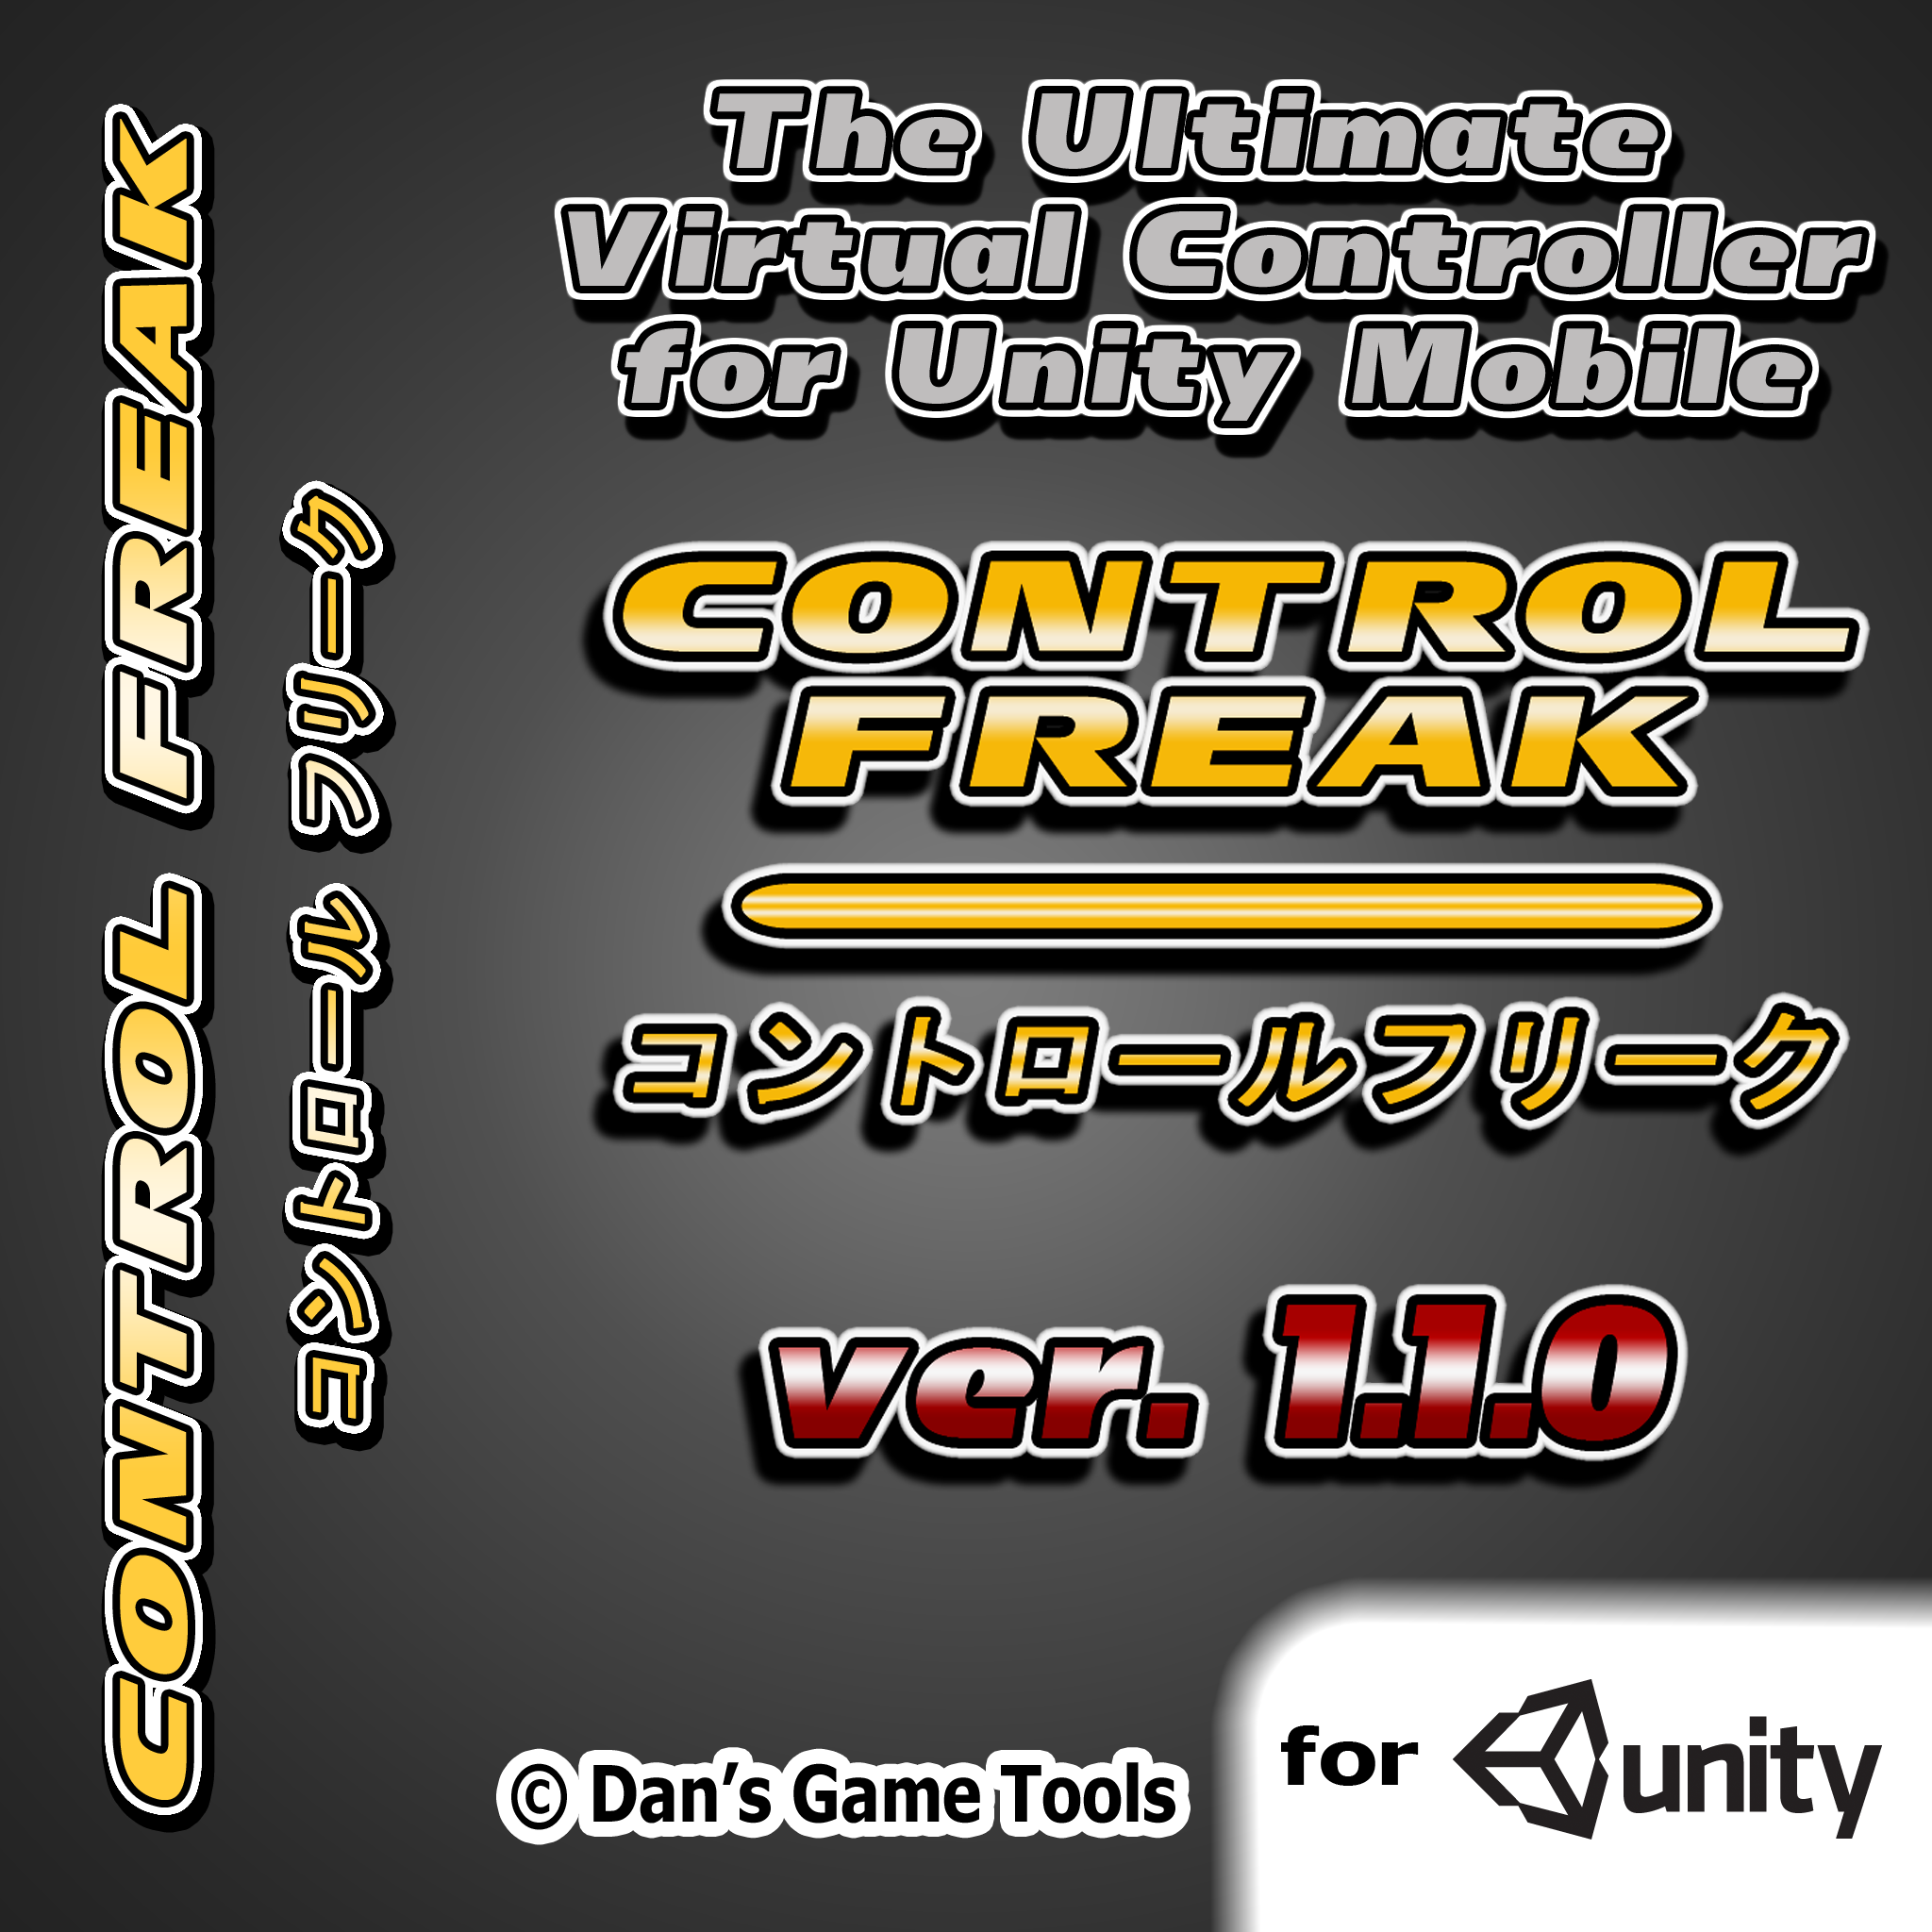 CONTROL FREAK
コントロール フリーク
The Ultimate
Virtual Controller
for Unity Mobile
CONTROL
FREAK
コントロールフリーク
ver. 1.1.0
© Dan's Game Tools
for unity